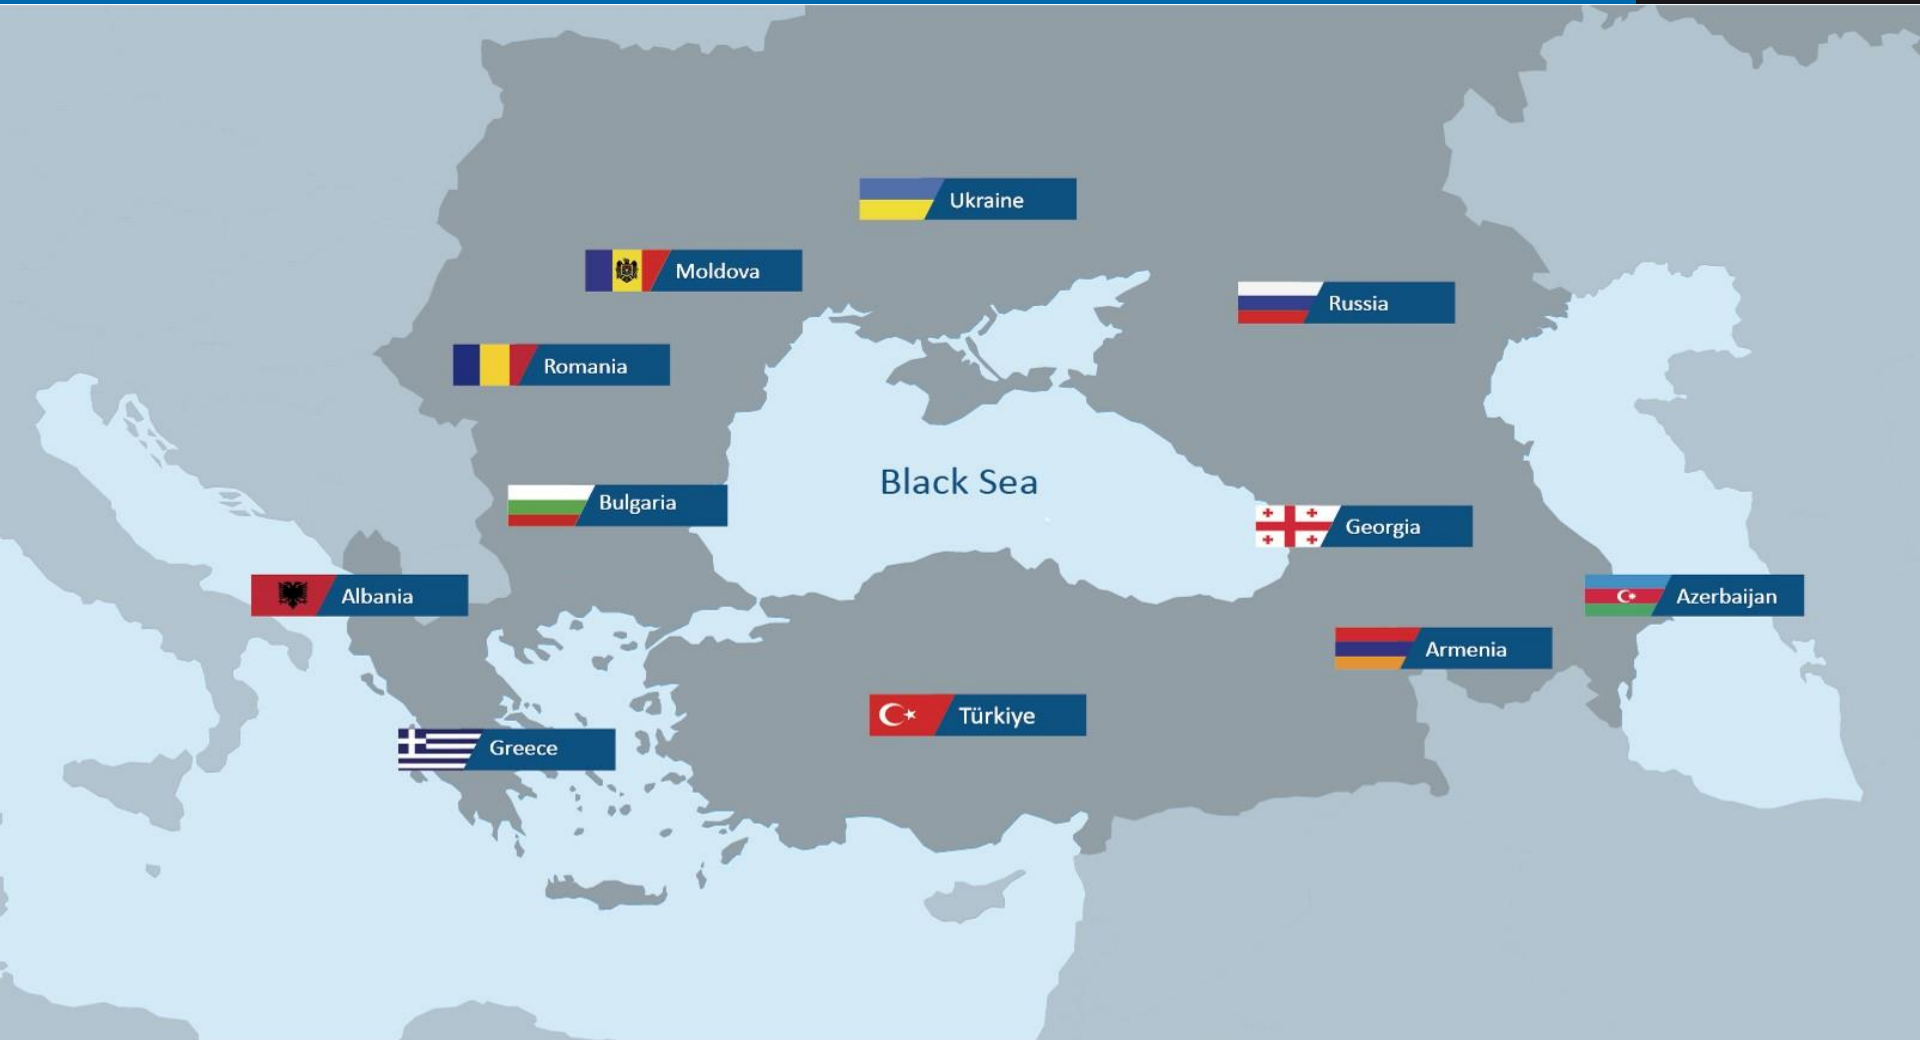 Ukraine
Moldova
Russia
Romania
Black Sea
Bulgaria
Georgia
Albania
Azerbaijan
Armenia
Türkiye
Greece